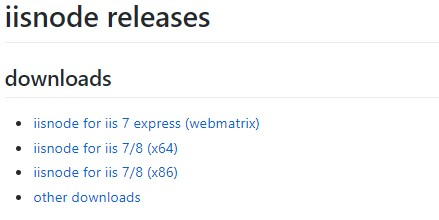 iisnode releases
downloads
iisnode for iis 7 express (webmatrix)
iisnode for iis 7/8 (x64)
iisnode for iis 7/8 (x86)
other downloads